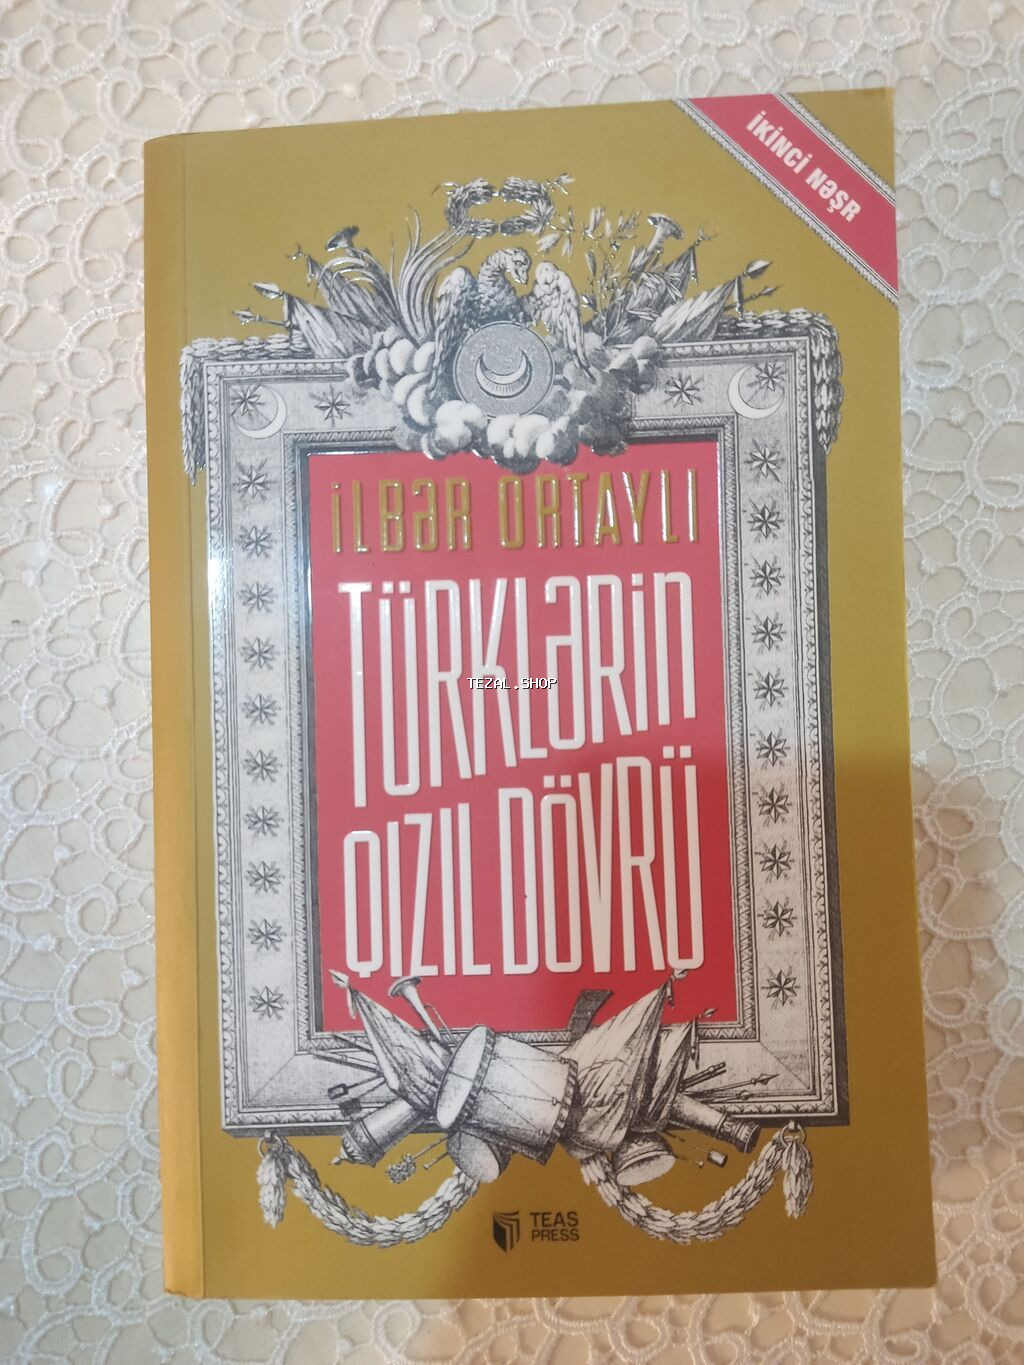 İKİNCİ NƏŞR
İLBƏR ORTAYLI
TÜRKLƏRİN
TEZAL.SHOP
QIZIL DÖVRÜ
TEAS
PRESS